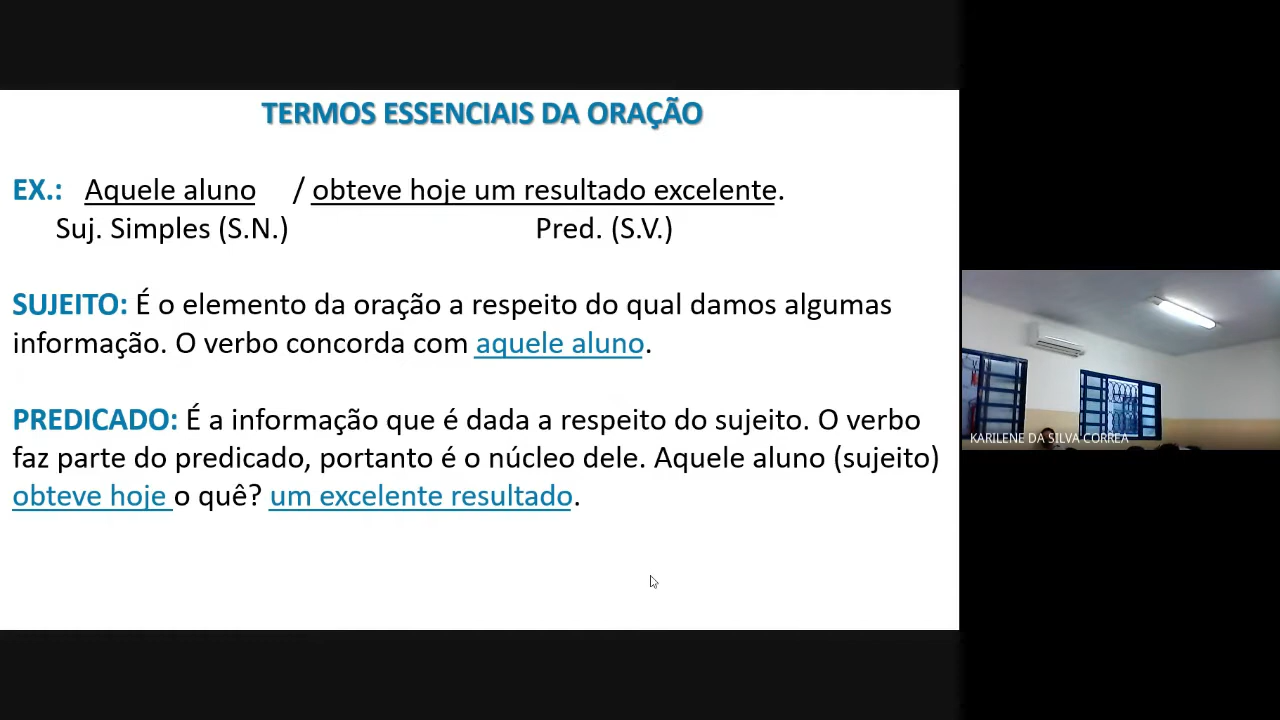 TERMOS ESSENCIAIS DA ORAÇÃO
EX.: Aquele aluno / obteve hoje um resultado excelente.
Suj. Simples (S.N.) Pred. (S.V.)
SUJEITO: É o elemento da oração a respeito do qual damos algumas
informação. O verbo concorda com aquele aluno.
PREDICADO: É a informação que é dada a respeito do sujeito. O verbo
faz parte do predicado, portanto é o núcleo dele. Aquele aluno (sujeito)
obteve hoje o quê? um excelente resultado.
KARILENE DA SILVA CORREA